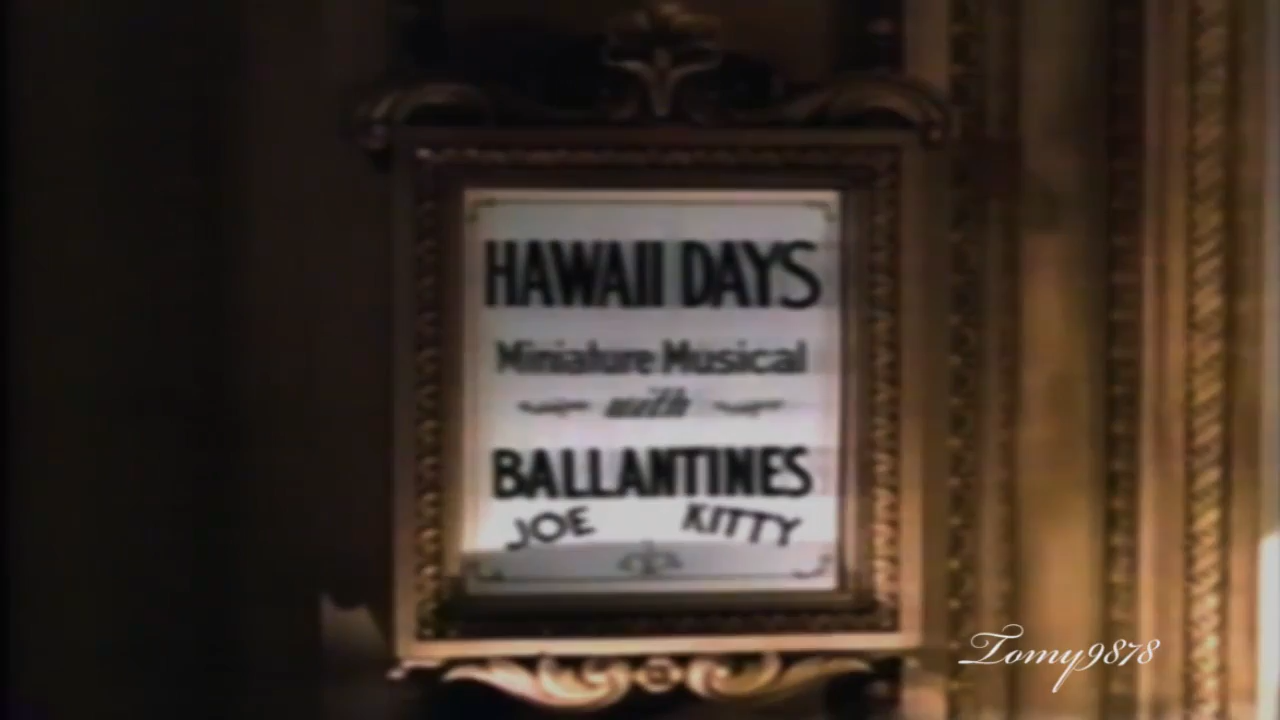 HAWAII DAYS
Miniature Musical
with
BALLANTINES
JOE KITTY
Tomy9878